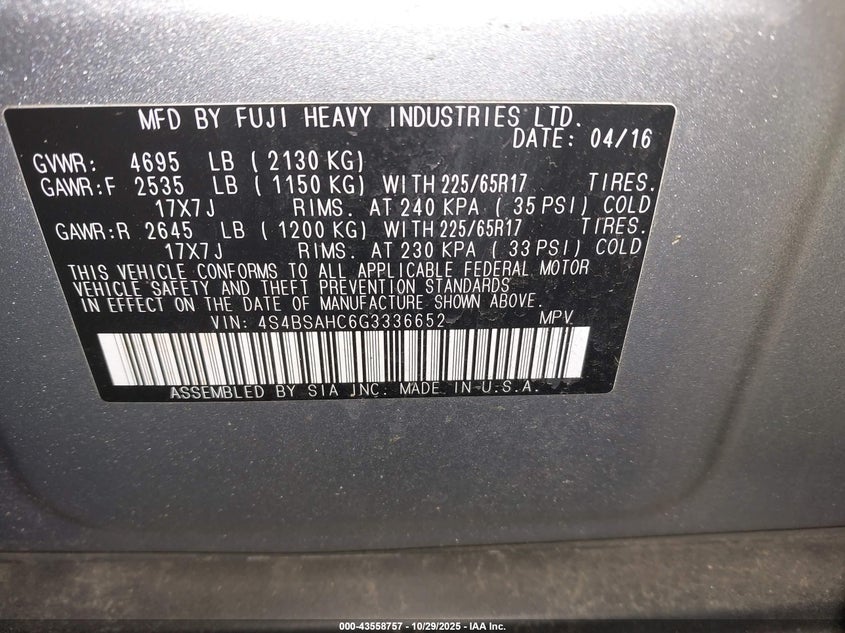 MFD BY FUJI HEAVY INDUSTRIES LTD.
DATE: 04/16
GVWR: 4695 LB ( 2130 KG)
GAWR:F 2535 LB ( 1150 KG) WITH 225/65R17 TIRES.
17X7J RIMS. AT 240 KPA ( 35 PSI) COLD
GAWR:R 2645 LB ( 1200 KG) WITH 225/65R17 TIRES.
17X7J RIMS. AT 230 KPA ( 33 PSI) COLD
THIS VEHICLE CONFORMS TO ALL APPLICABLE FEDERAL MOTOR
VEHICLE SAFETY AND THEFT PREVENTION STANDARDS
IN EFFECT ON THE DATE OF MANUFACTURE SHOWN ABOVE.
VIN: 4S4BSAHC6G3336652 MPV
ASSEMBLED BY SIA INC. MADE IN U.S.A.
000-43558757 - 10/29/2025 - IAA Inc.